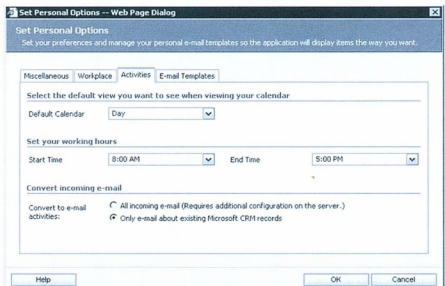 Set Personal Options -- Web Page Dialog
Set Personal Options
Set your preferences and manage your personal e-mail templates so the application will display items the way you want.
Miscellaneous Workplace Activities E-mail Templates
Select the default view you want to see when viewing your calendar
Default Calendar Day
Set your working hours
Start Time 8:00 AM End Time 5:00 PM
Convert incoming e-mail
Convert to e-mail activities:
All incoming e-mail (Requires additional configuration on the server.)
Only e-mail about existing Microsoft CRM records
Help OK Cancel